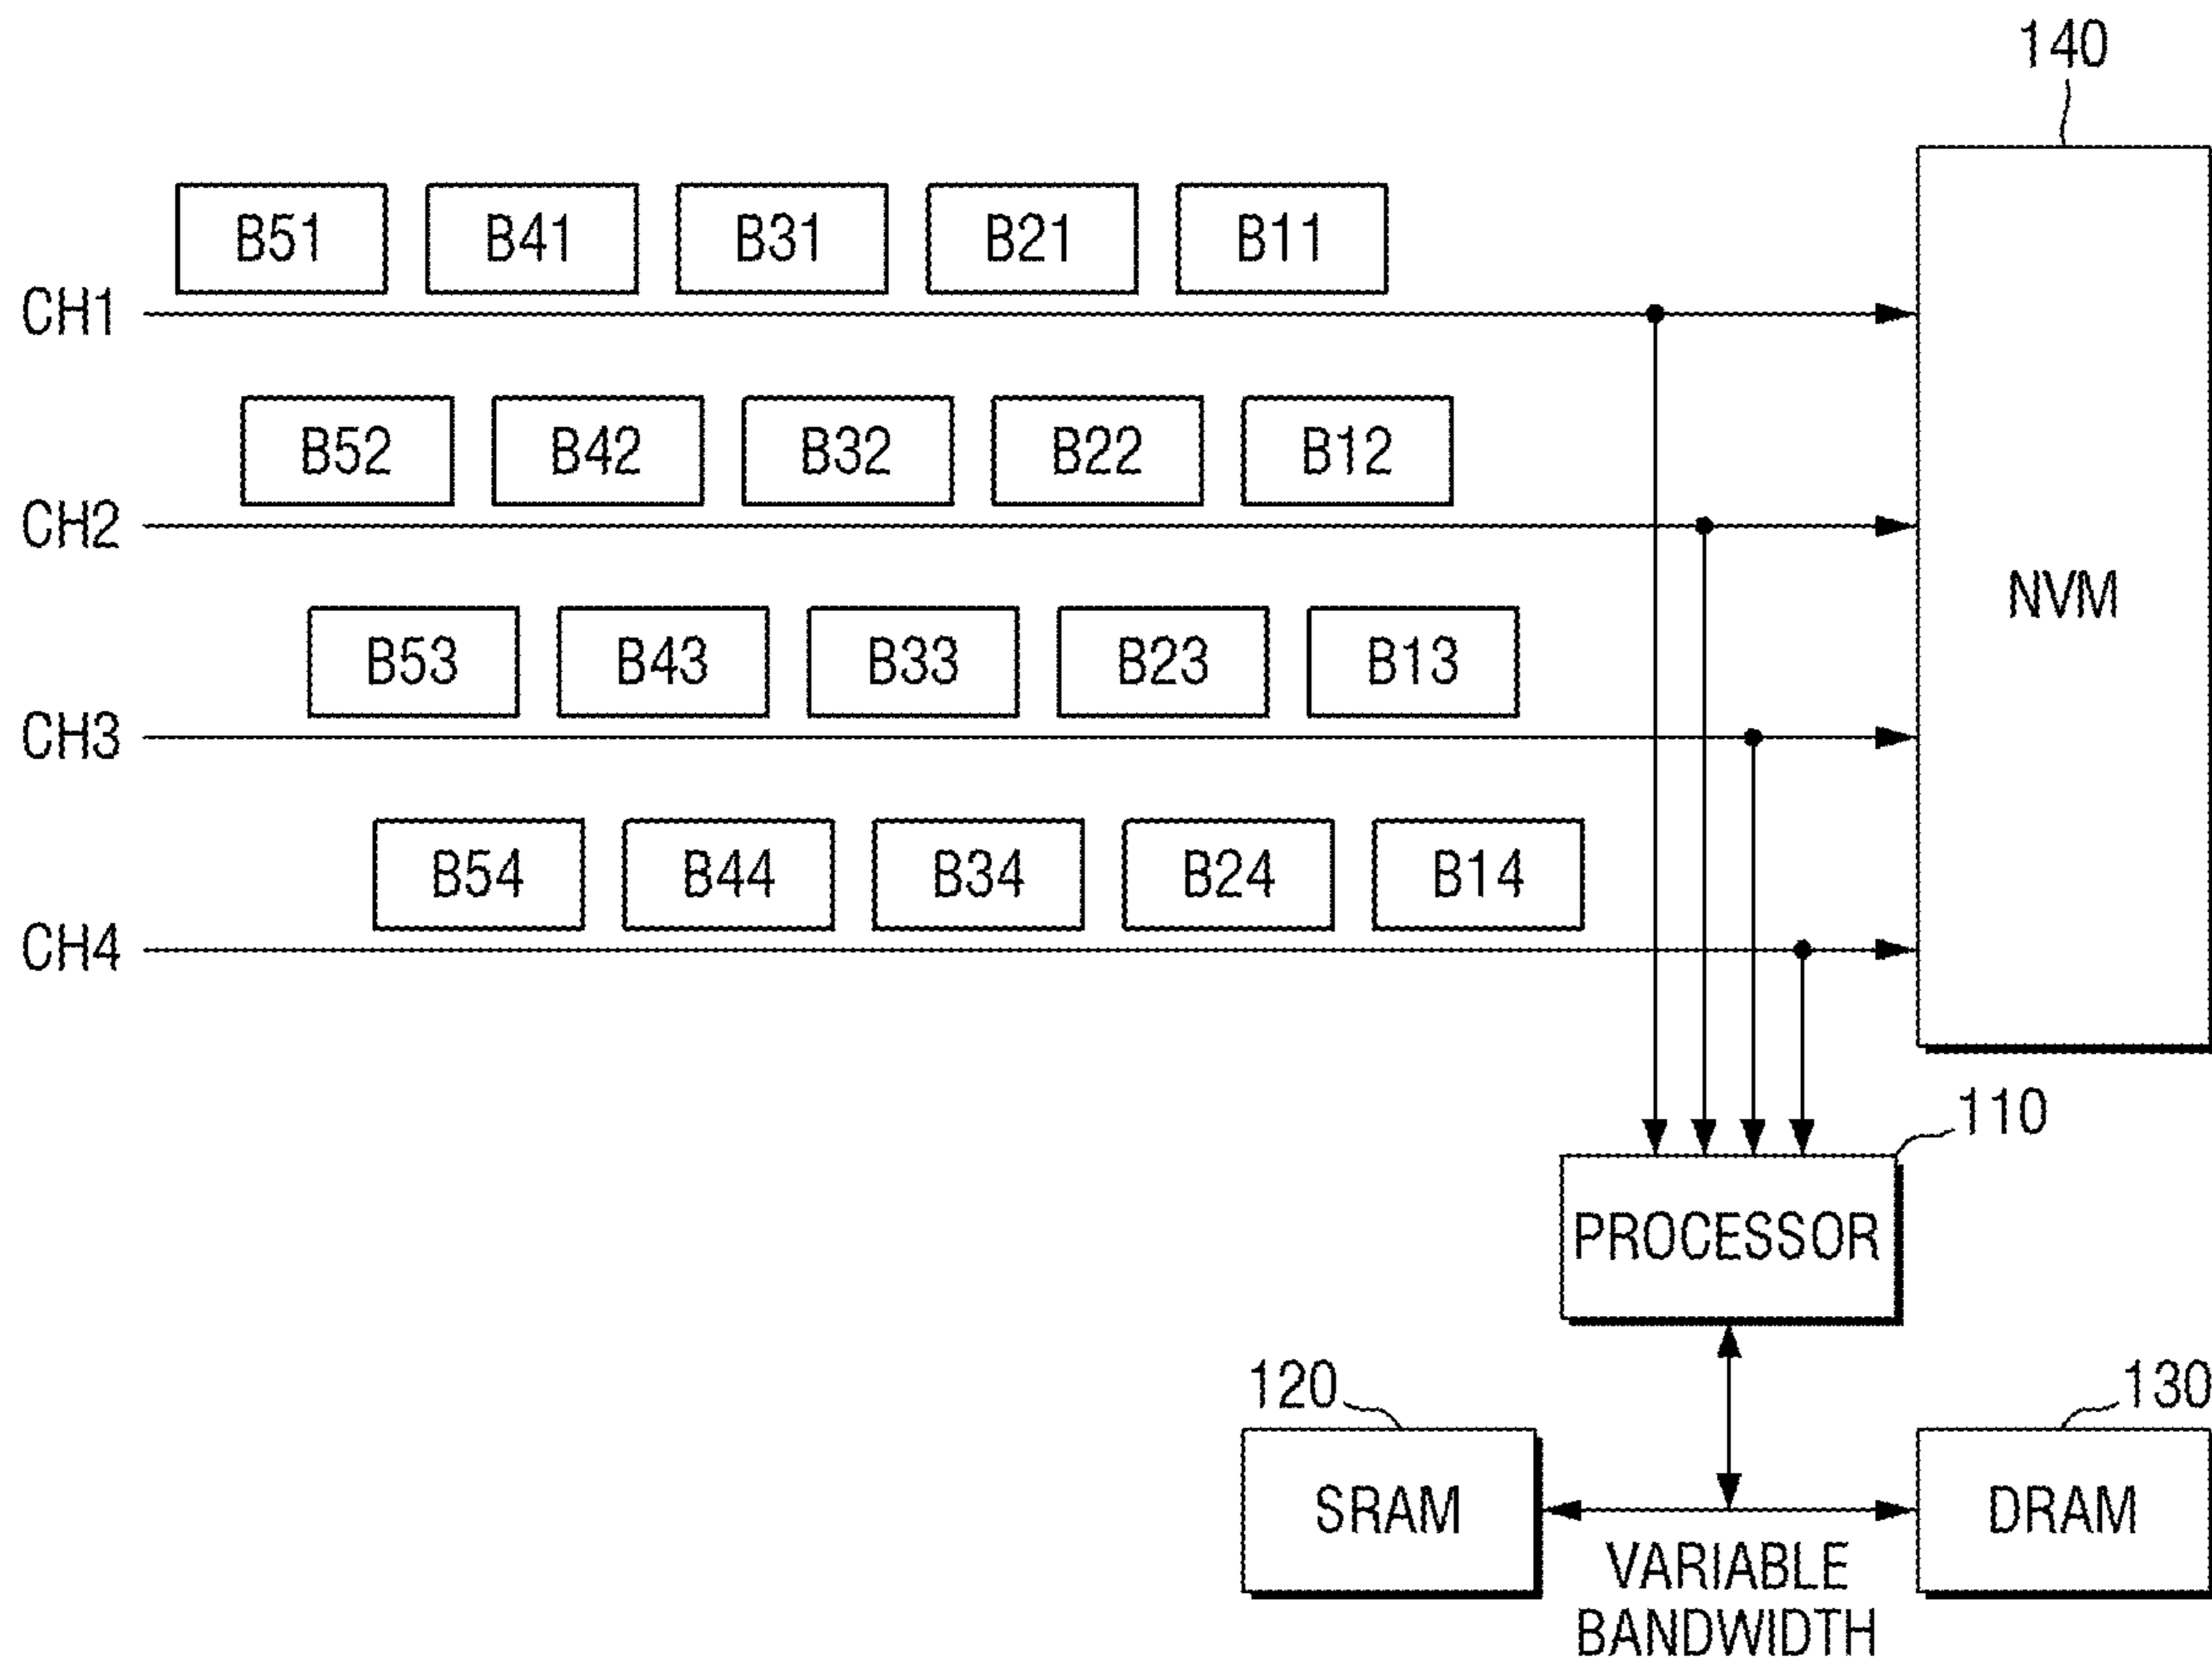 140
B51 B41 B31 B21 B11
CH1
B52 B42 B32 B22 B12
CH2
NVM
B53 B43 B33 B23 B13
CH3
B54 B44 B34 B24 B14
CH4
110
PROCESSOR
120
130
SRAM
DRAM
VARIABLE
BANDWIDTH